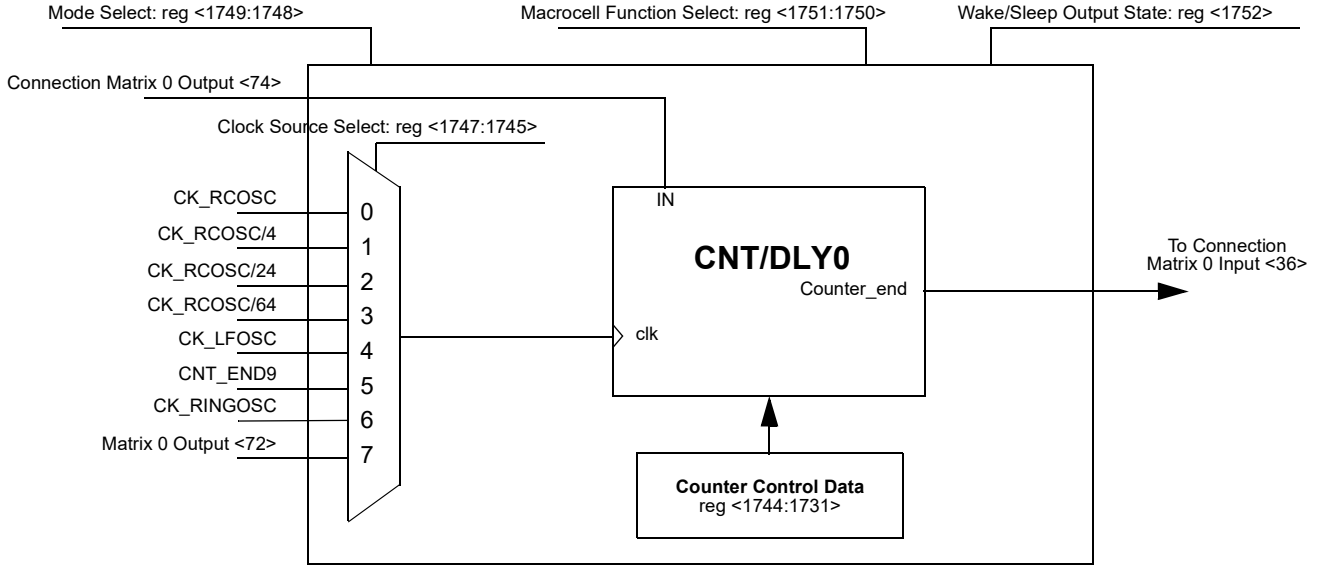 Mode Select: reg <1749:1748>
Macrocell Function Select: reg <1751:1750>
Wake/Sleep Output State: reg <1752>
Connection Matrix 0 Output <74>
Clock Source Select: reg <1747:1745>
CK_RCOSC
0
CK_RCOSC/4
1
CK_RCOSC/24
2
CK_RCOSC/64
3
CK_LFOSC
4
CNT_END9
5
CK_RINGOSC
6
Matrix 0 Output <72>
7
IN
CNT/DLY0
Counter_end
clk
To Connection
Matrix 0 Input <36>
Counter Control Data
reg <1744:1731>